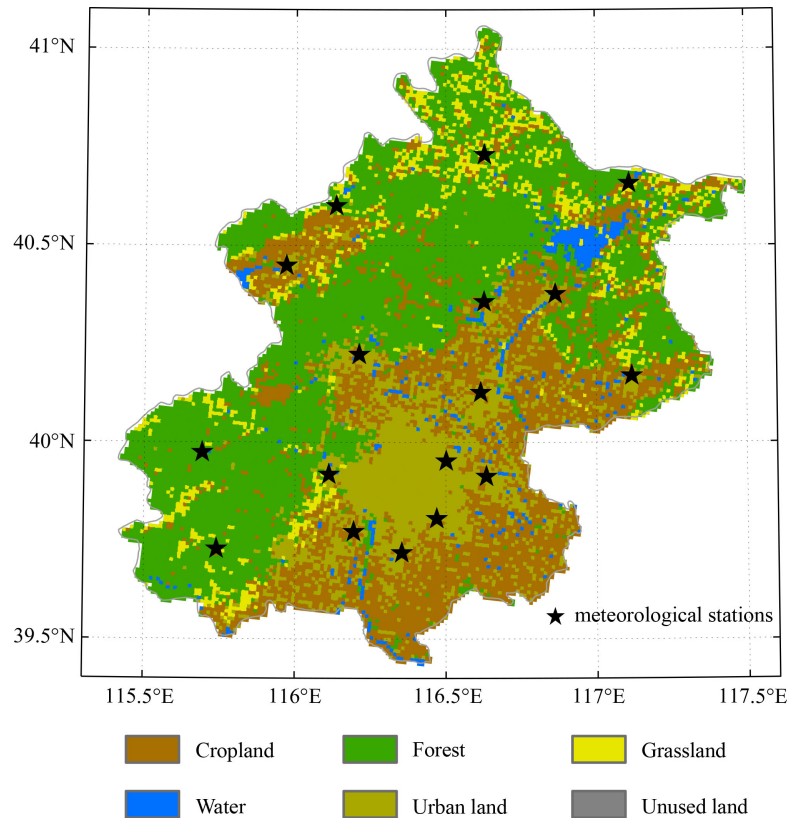 41°N
40.5°N
40°N
39.5°N
meteorological stations
115.5°E 116°E 116.5°E 117°E 117.5°E
Cropland Forest Grassland
Water Urban land Unused land